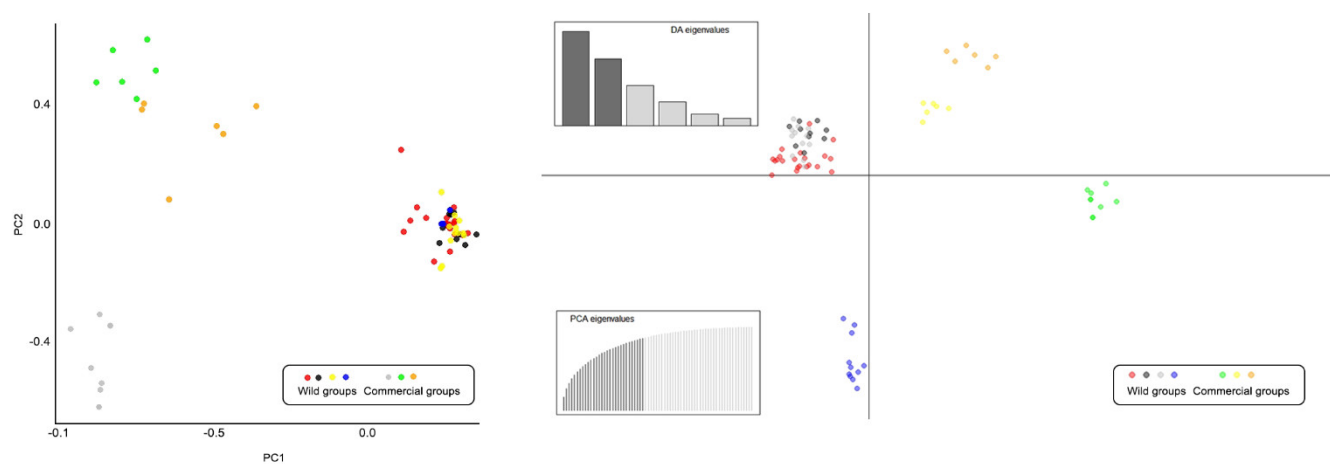 0.4
0.0
-0.4
PC2
-0.1
-0.5
0.0
PC1
Wild groups Commercial groups
DA eigenvalues
PCA eigenvalues
Wild groups Commercial groups